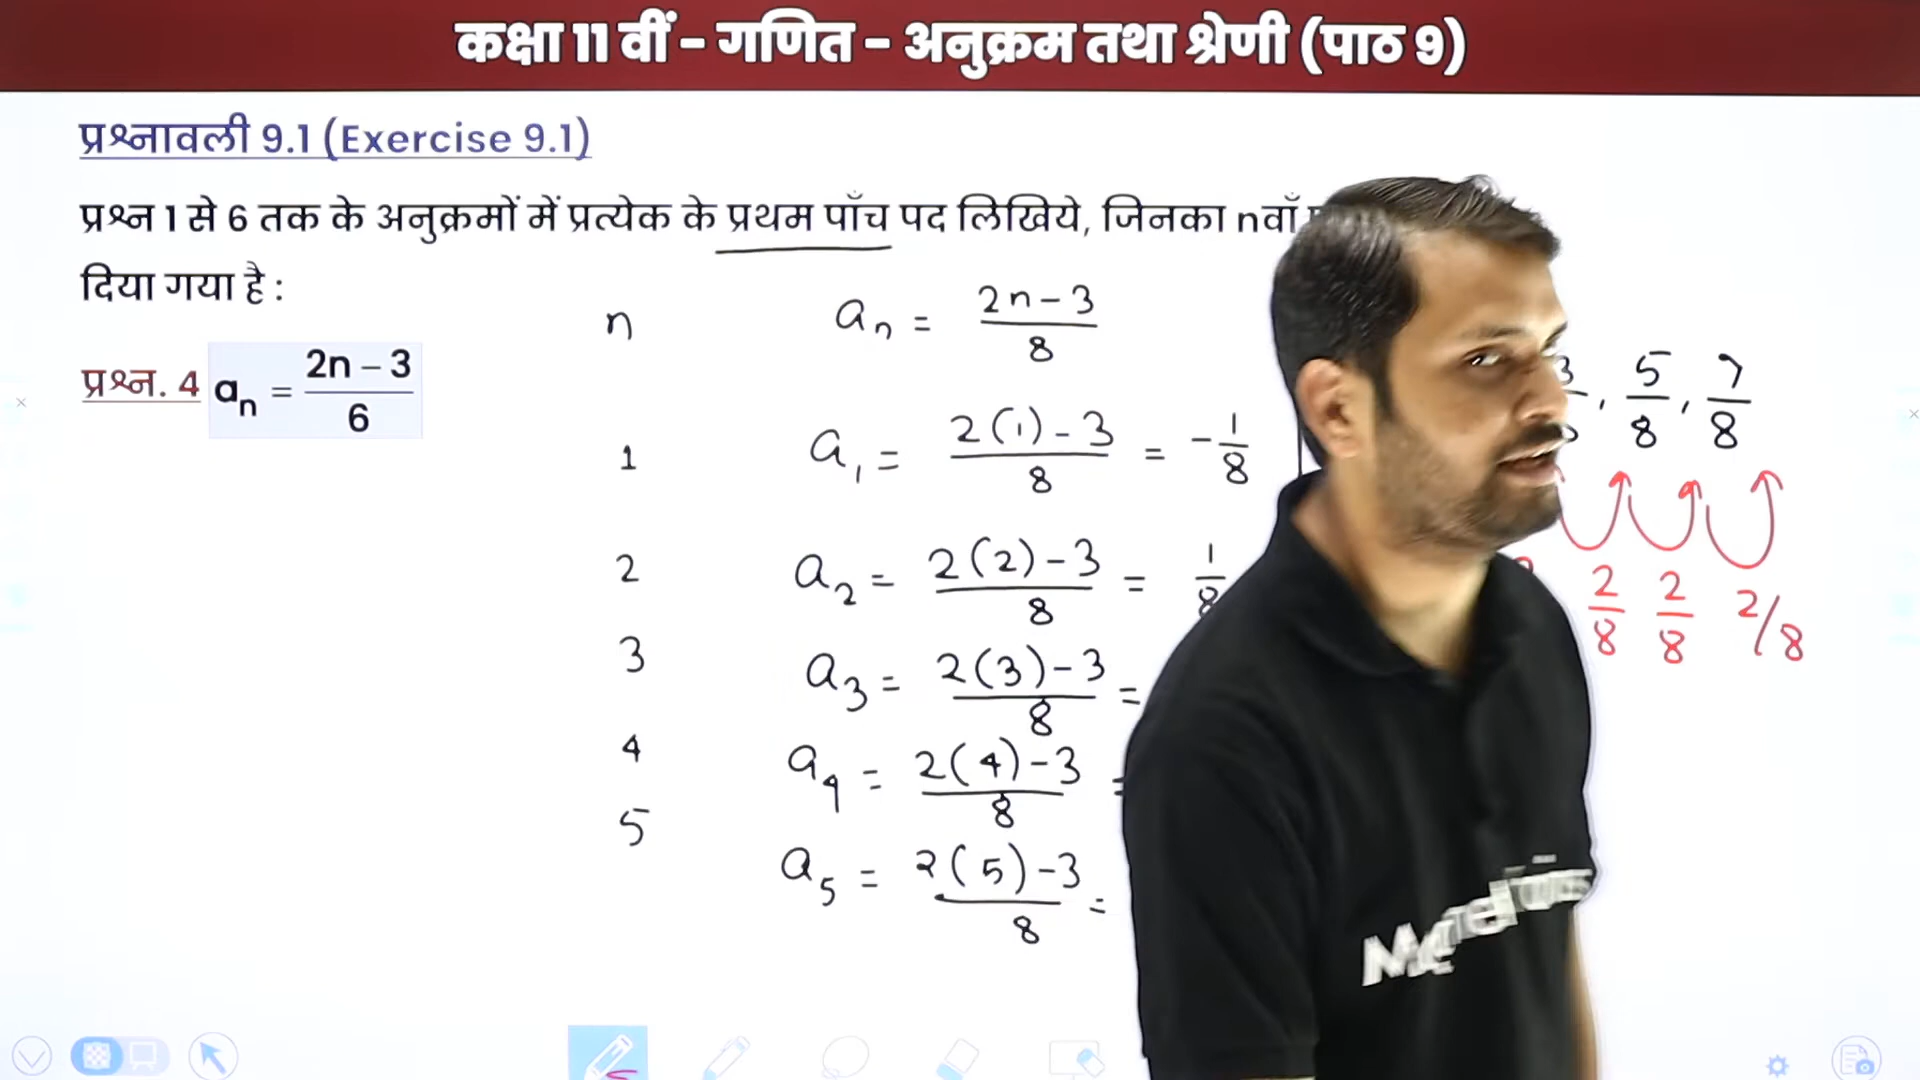 कक्षा 11 वीं - गणित - अनुक्रम तथा श्रेणी (पाठ 9)
प्रश्नावली 9.1 (Exercise 9.1)
प्रश्न 1 से 6 तक के अनुक्रमों में प्रत्येक के प्रथम पाँच पद लिखिये, जिनका nवाँ
दिया गया है :
प्रश्न. 4 aₙ = (2n – 3)/6
n aₙ = (2n – 3)/8
5/8 , 7/8
1 a₁ = (2(1) – 3)/8 = –1/8
2 a₂ = (2(2) – 3)/8 = 1/8
2/8 2/8 2/8
3 a₃ = (2(3) – 3)/8 =
4 a₄ = (2(4) – 3)/8 =
5 a₅ = (2(5) – 3)/8 =